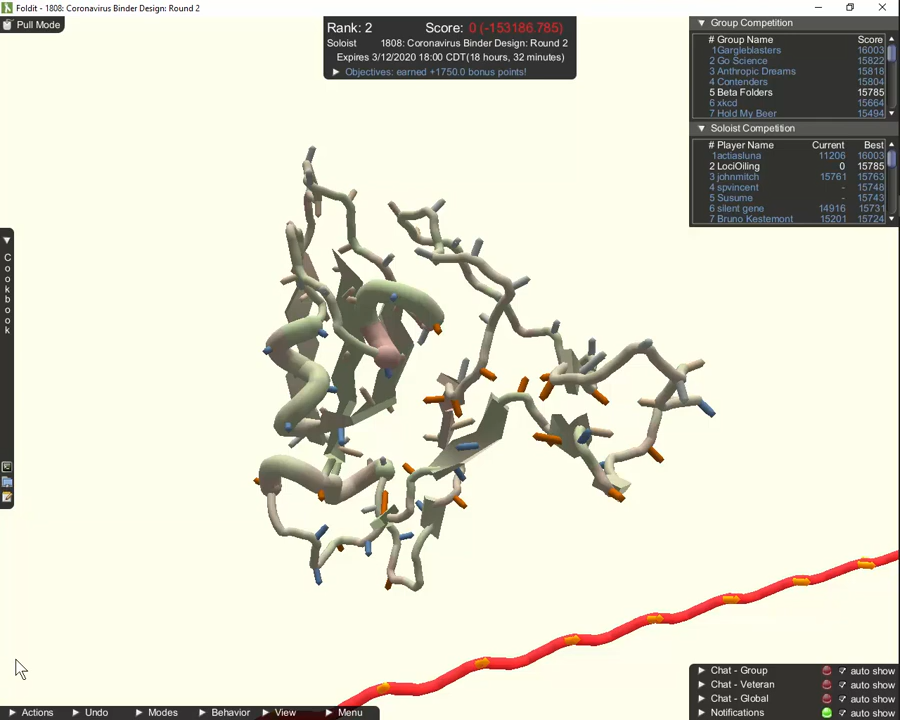 Foldit - 1808: Coronavirus Binder Design: Round 2
Pull Mode
Rank: 2 Score: 0 (-153186.785)
Soloist 1808: Coronavirus Binder Design: Round 2
Expires 3/12/2020 18:00 CDT(18 hours, 32 minutes)
Objectives: earned +1750.0 bonus points!
Group Competition
# Group Name Score
1 Gargleblasters 16003
2 Go Science 15822
3 Anthropic Dreams 15818
4 Contenders 15804
5 Beta Folders 15785
6 xkcd 15664
7 Hold My Beer 15494
Soloist Competition
# Player Name Current Best
1 actiasluna 11206 16003
2 LociOiling 0 15785
3 johnmitch 15761 15763
4 spvincent - 15748
5 Susume - 15743
6 silent gene 14916 15731
7 Bruno Kestemont 15201 15724
Cookbook
Chat - Group auto show
Chat - Veteran auto show
Chat - Global auto show
Notifications auto show
Actions Undo Modes Behavior View Menu